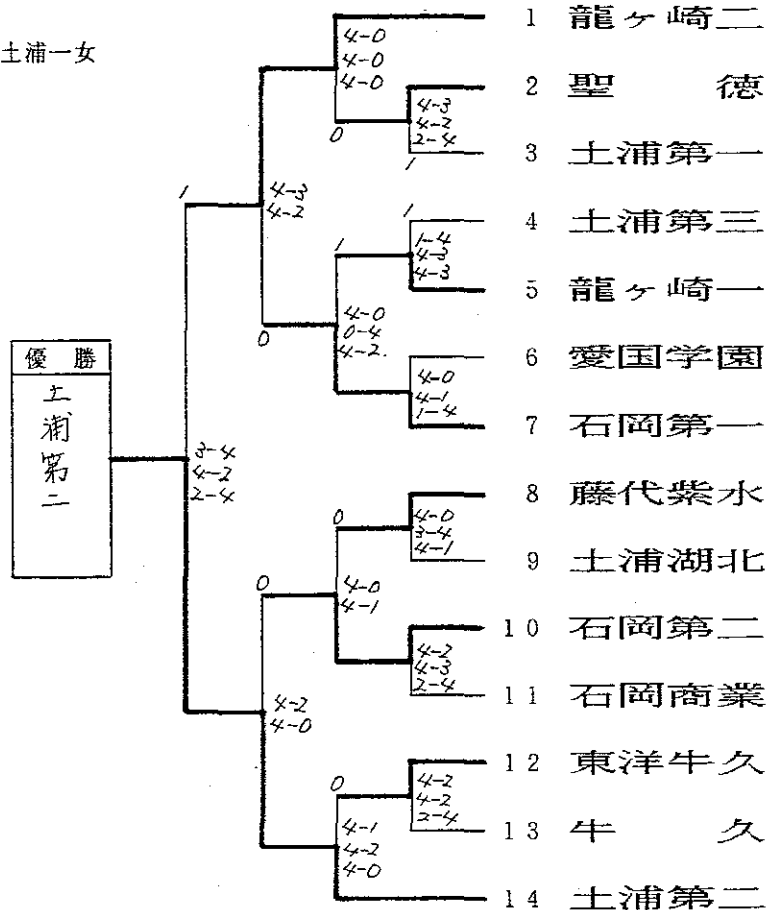 土浦一女
1 龍ヶ崎二
4-0
4-0
4-0
2 聖 徳
0
4-3
4-2
2-4
3 土浦第一
1
1
4-3
4-2
4 土浦第三
1
1
1-4
4-3
4-3
5 龍ヶ崎一
0
4-0
0-4
4-2.
6 愛国学園
4-0
4-1
1-4
7 石岡第一
優勝
土浦第二
3-4
4-2
2-4
8 藤代紫水
0
4-0
3-4
4-1
9 土浦湖北
0
4-0
4-1
10 石岡第二
4-2
4-3
2-4
11 石岡商業
4-2
4-0
12 東洋牛久
0
4-2
4-2
2-4
13 牛 久
4-1
4-2
4-0
14 土浦第二